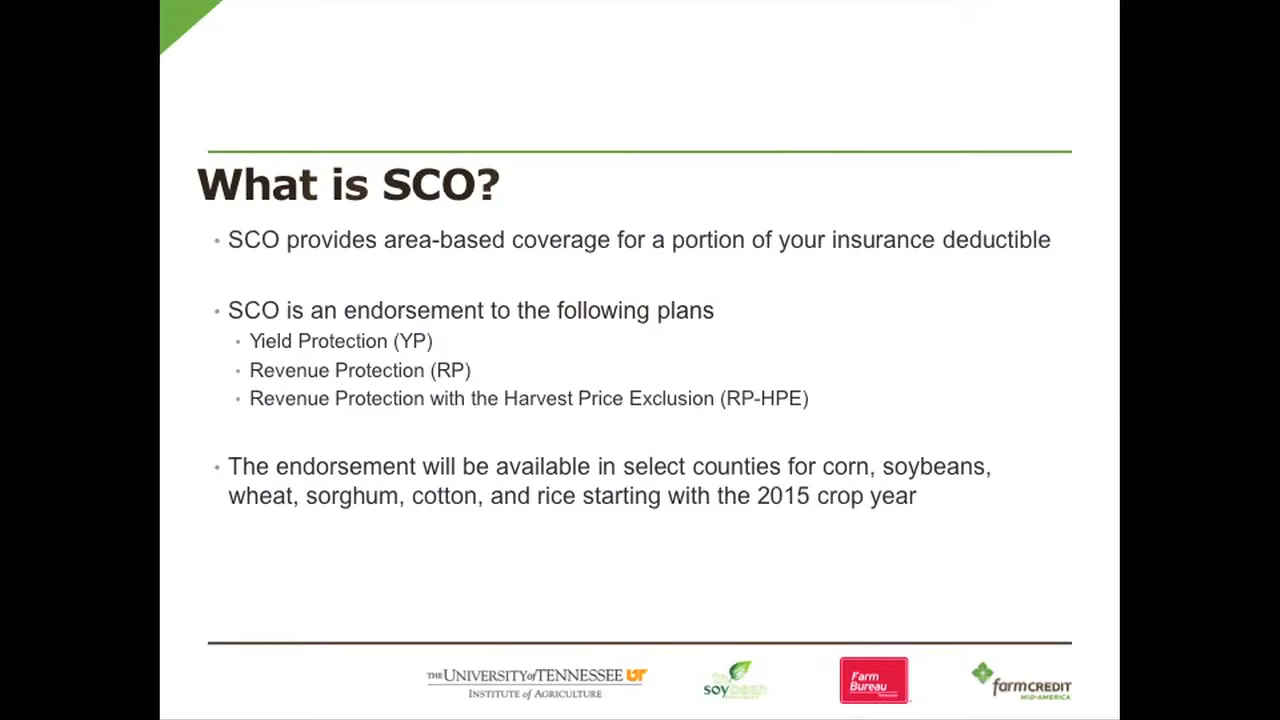 What is SCO?
• SCO provides area-based coverage for a portion of your insurance deductible
• SCO is an endorsement to the following plans
• Yield Protection (YP)
• Revenue Protection (RP)
• Revenue Protection with the Harvest Price Exclusion (RP-HPE)
• The endorsement will be available in select counties for corn, soybeans,
wheat, sorghum, cotton, and rice starting with the 2015 crop year
THE UNIVERSITY of TENNESSEE UT
INSTITUTE OF AGRICULTURE
soybean
Farm
Bureau
farmCREDIT
MID-AMERICA